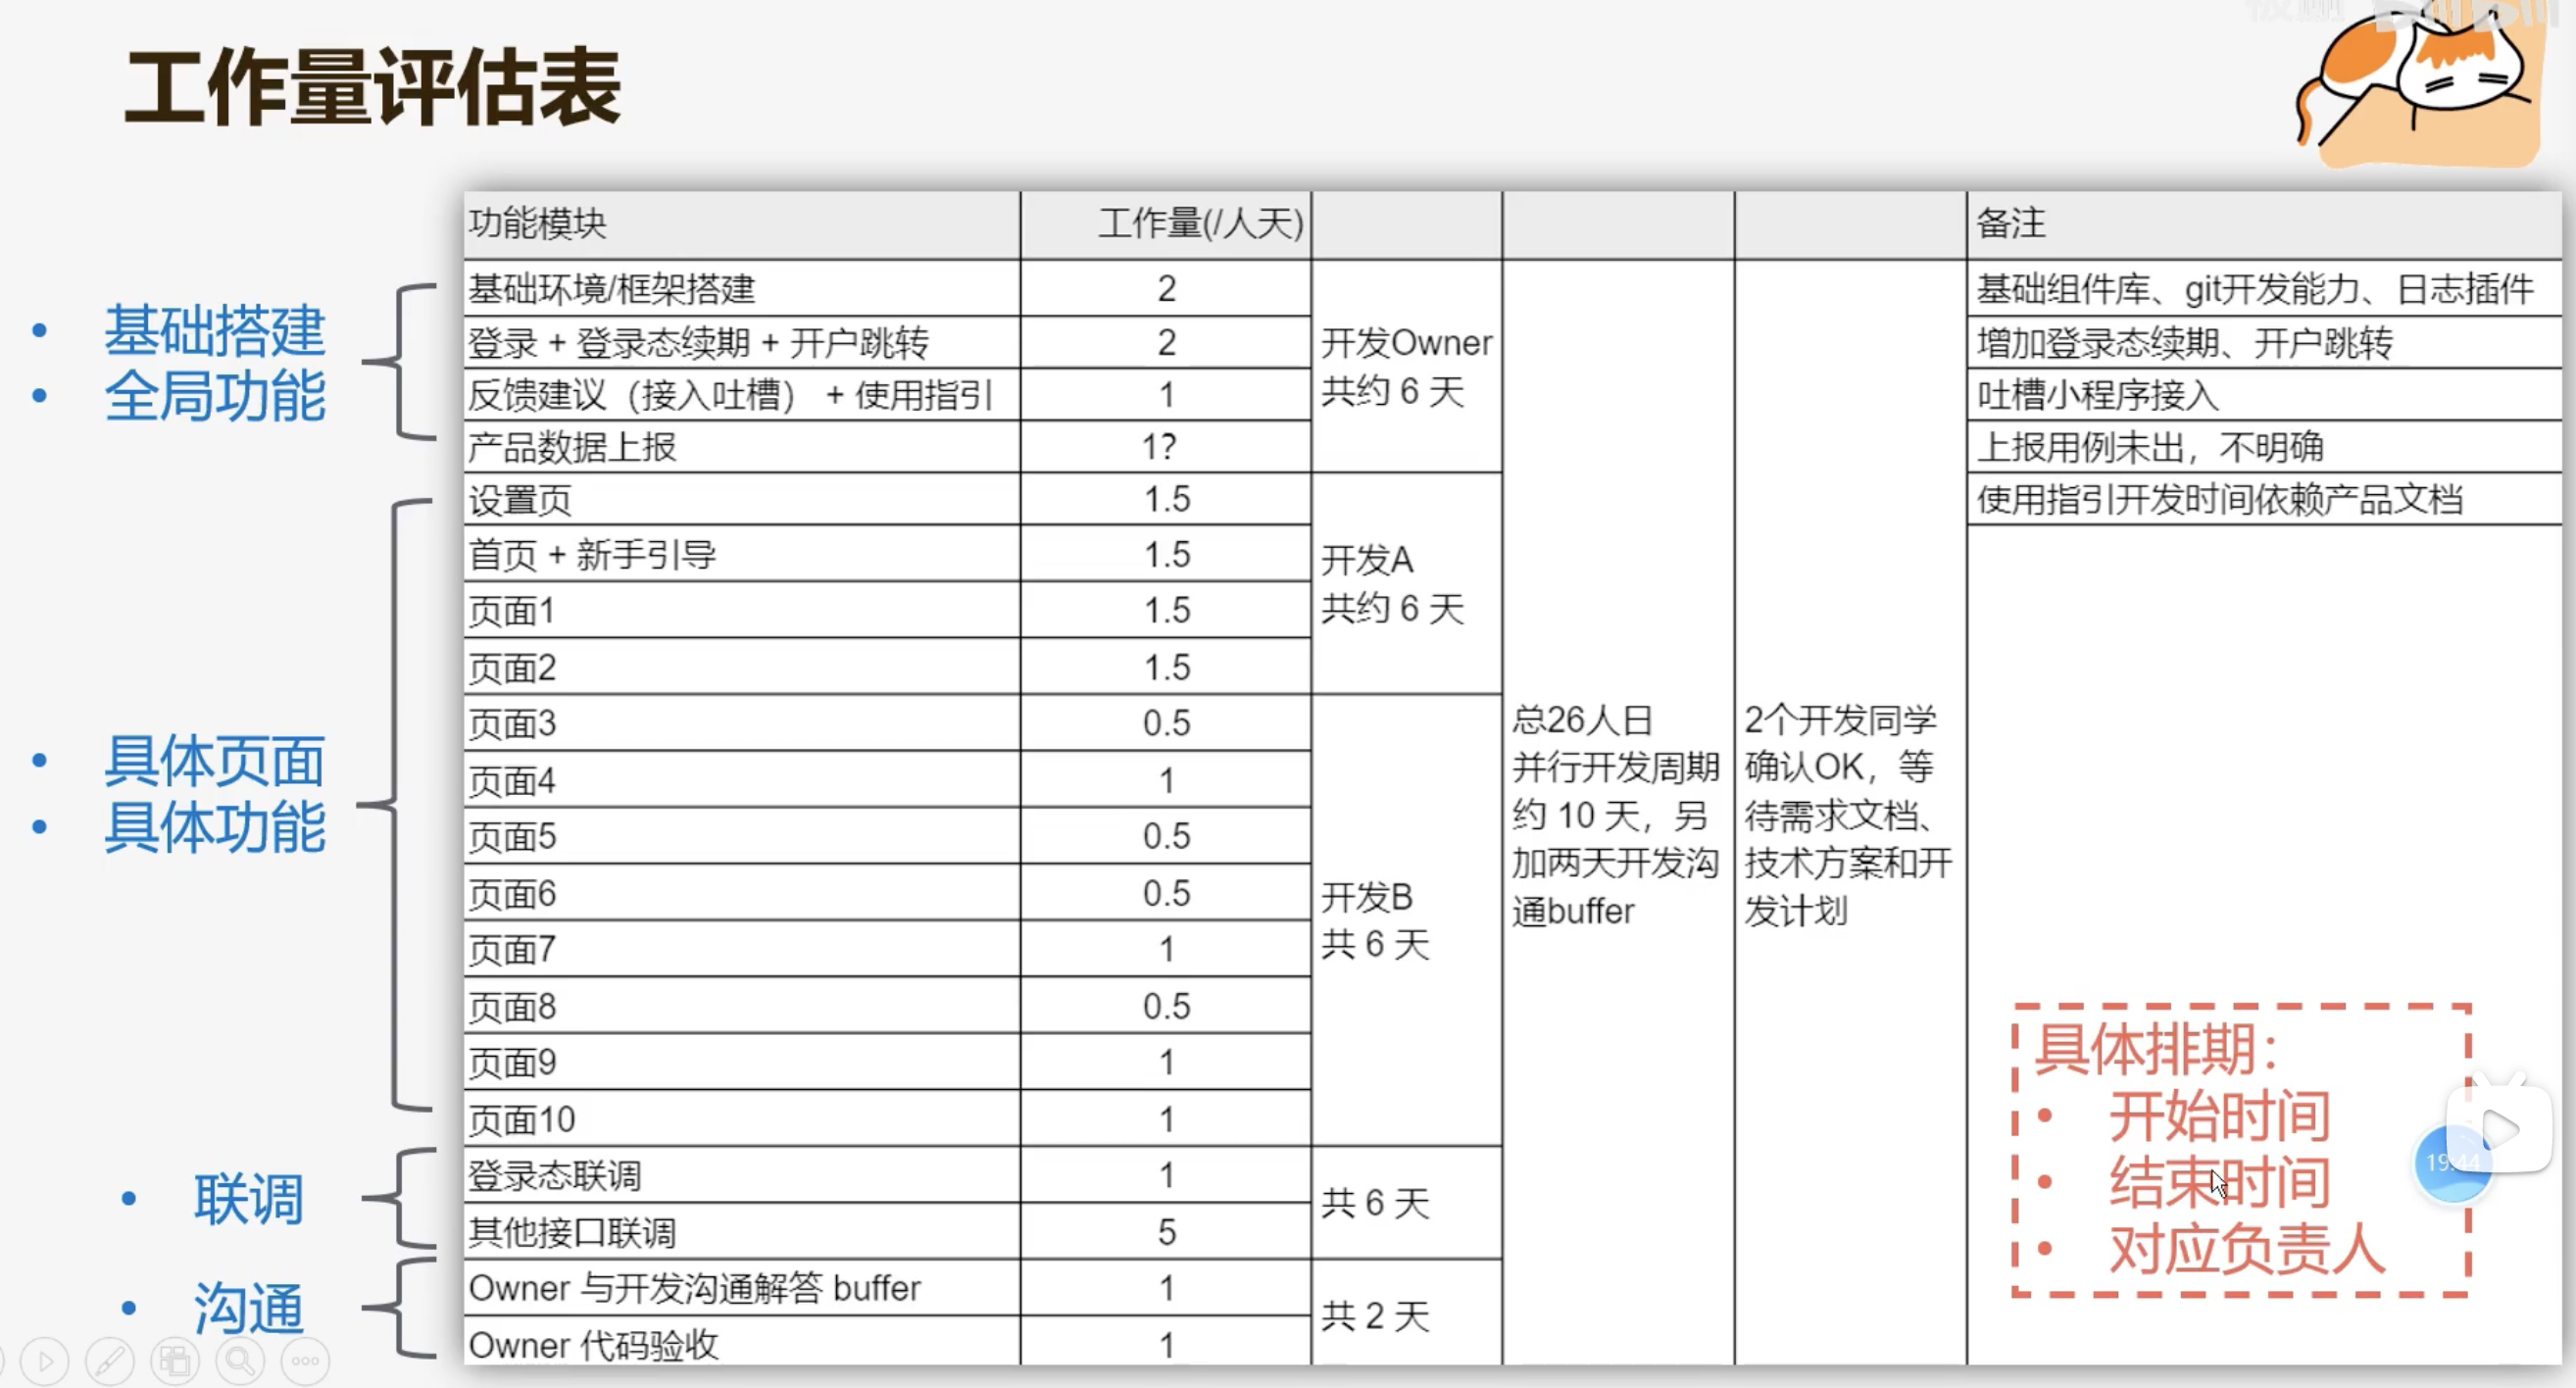 工作量评估表
功能模块 工作量(/人天) 备注
基础搭建
全局功能
具体页面
具体功能
联调
沟通
基础环境/框架搭建 2 基础组件库、git开发能力、日志插件
登录 + 登录态续期 + 开户跳转 2 增加登录态续期、开户跳转
反馈建议（接入吐槽） + 使用指引 1 吐槽小程序接入
产品数据上报 1? 上报用例未出，不明确
设置页 1.5 使用指引开发时间依赖产品文档
首页 + 新手引导 1.5
页面1 1.5
页面2 1.5
页面3 0.5
页面4 1
页面5 0.5
页面6 0.5
页面7 1
页面8 0.5
页面9 1
页面10 1
登录态联调 1
其他接口联调 5
Owner 与开发沟通解答 buffer 1
Owner 代码验收 1
开发Owner
共约 6 天
开发A
共约 6 天
开发B
共 6 天
共 6 天
共 2 天
总26人日
并行开发周期
约 10 天，另
加两天开发沟
通buffer
2个开发同学
确认OK，等
待需求文档、
技术方案和开
发计划
具体排期：
开始时间
结束时间
对应负责人
19:44